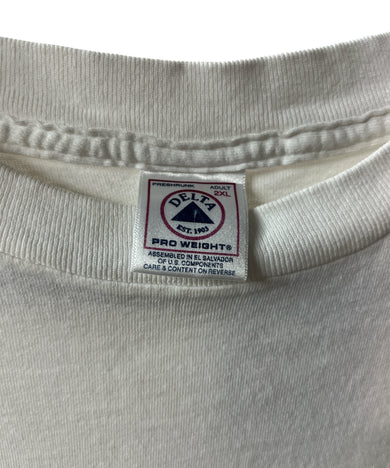 PRESHRUNK ADULT
2XL
DELTA
EST. 1903
PRO WEIGHT®
ASSEMBLED IN EL SALVADOR
OF U.S. COMPONENTS
CARE & CONTENT ON REVERSE